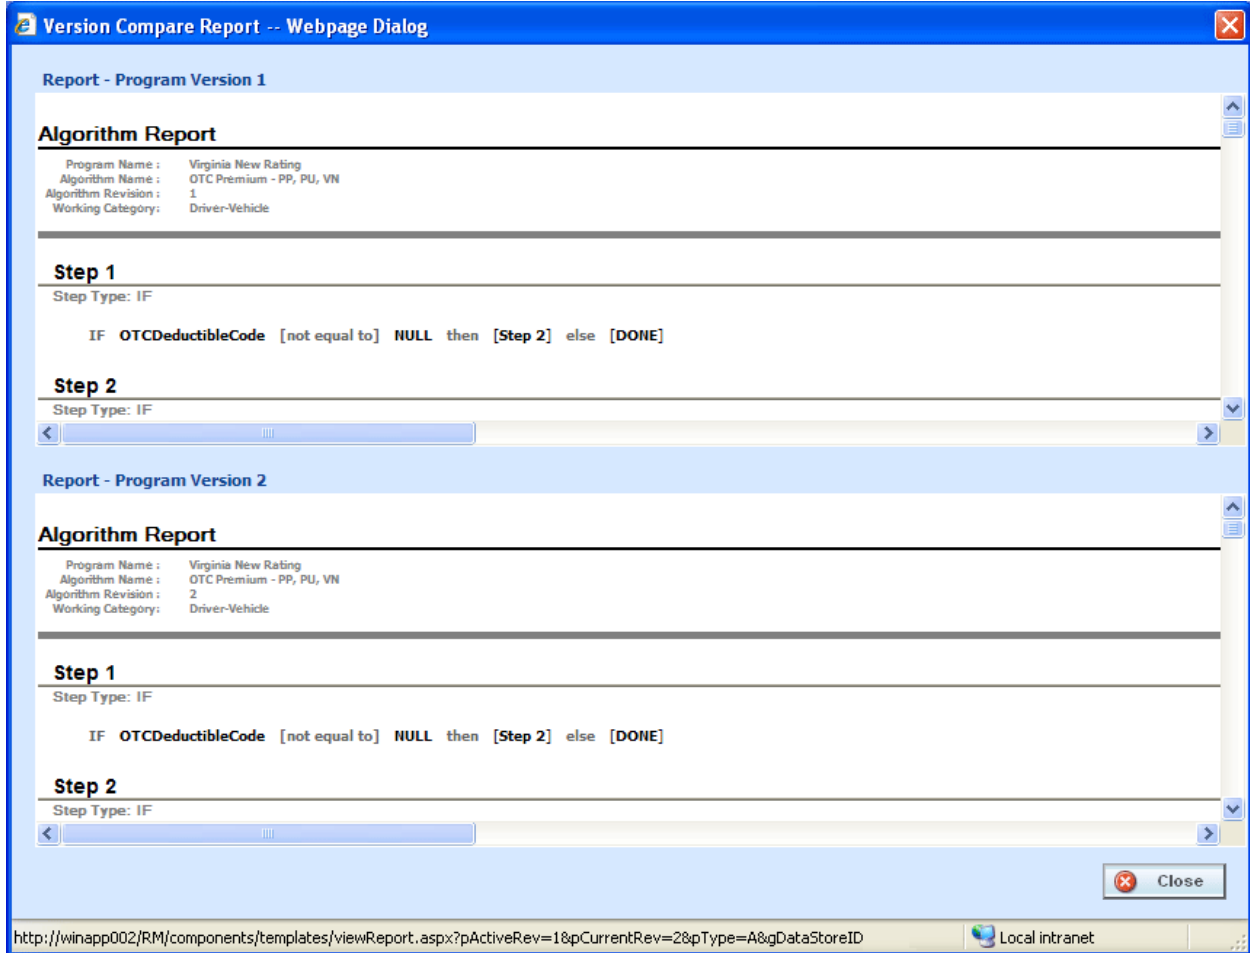 Version Compare Report -- Webpage Dialog
Report - Program Version 1
Algorithm Report
Program Name : Virginia New Rating
Algorithm Name : OTC Premium - PP, PU, VN
Algorithm Revision : 1
Working Category: Driver-Vehicle
Step 1
Step Type: IF
IF OTCDeductibleCode [not equal to] NULL then [Step 2] else [DONE]
Step 2
Step Type: IF
Report - Program Version 2
Algorithm Report
Program Name : Virginia New Rating
Algorithm Name : OTC Premium - PP, PU, VN
Algorithm Revision : 2
Working Category: Driver-Vehicle
Step 1
Step Type: IF
IF OTCDeductibleCode [not equal to] NULL then [Step 2] else [DONE]
Step 2
Step Type: IF
Close
http://winapp002/RM/components/templates/viewReport.aspx?pActiveRev=1&pCurrentRev=2&pType=A&gDataStoreID Local intranet